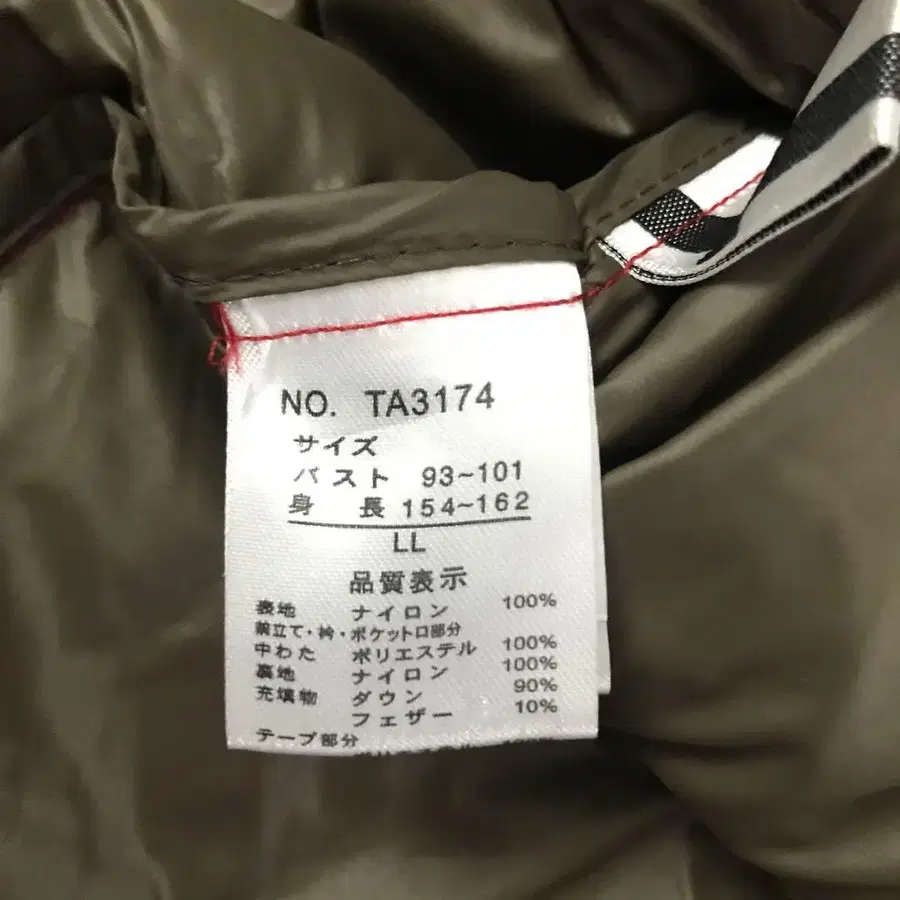 NO. TA3174
サイズ
バスト 93~101
身 長 154~162
LL
品質表示
表地 ナイロン 100%
前立て・衿・ポケット口部分
中わた ポリエステル 100%
裏地 ナイロン 100%
充填物 ダウン 90%
フェザー 10%
テープ部分